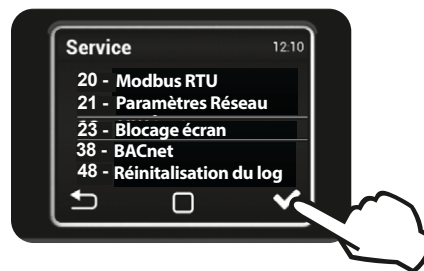 Service 12:10
20 - Modbus RTU
21 - Paramètres Réseau
23 - Blocage écran
38 - BACnet
48 - Réinitalisation du log